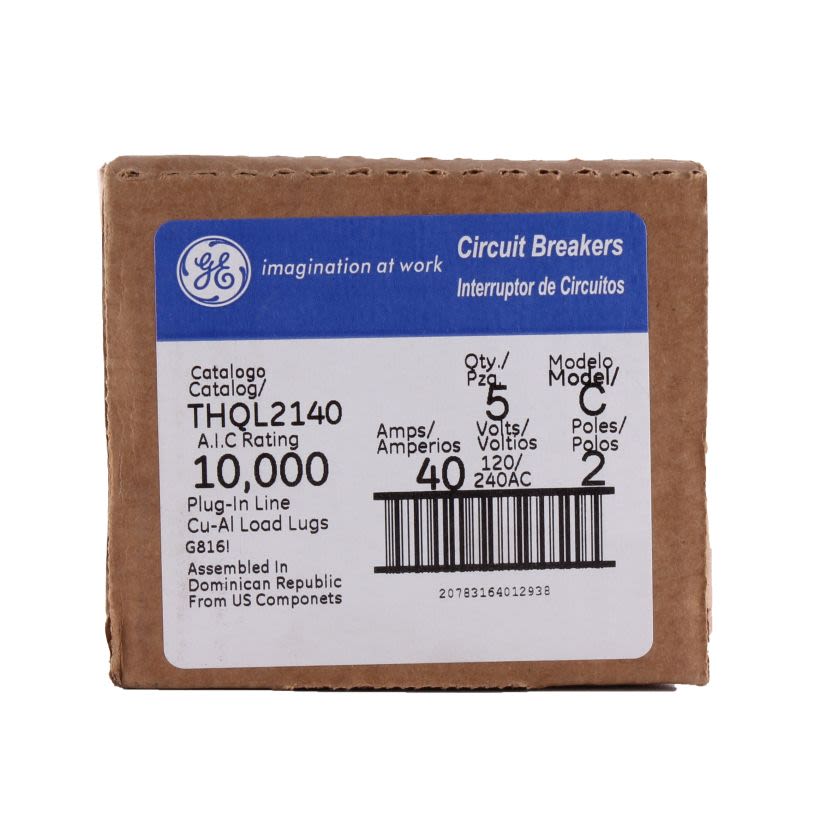 GE imagination at work
Circuit Breakers
Interruptor de Circuitos
Catalogo
Catalog/
THQL2140
A.I.C Rating
10,000
Plug-In Line
Cu-Al Load Lugs
G816!
Assembled In
Dominican Republic
From US Componets
Qty./
Pza.
5
Modelo
Model/
C
Amps/
Amperios
40
Volts/
Voltios
120/
240AC
Poles/
Polos
2
20783164012938